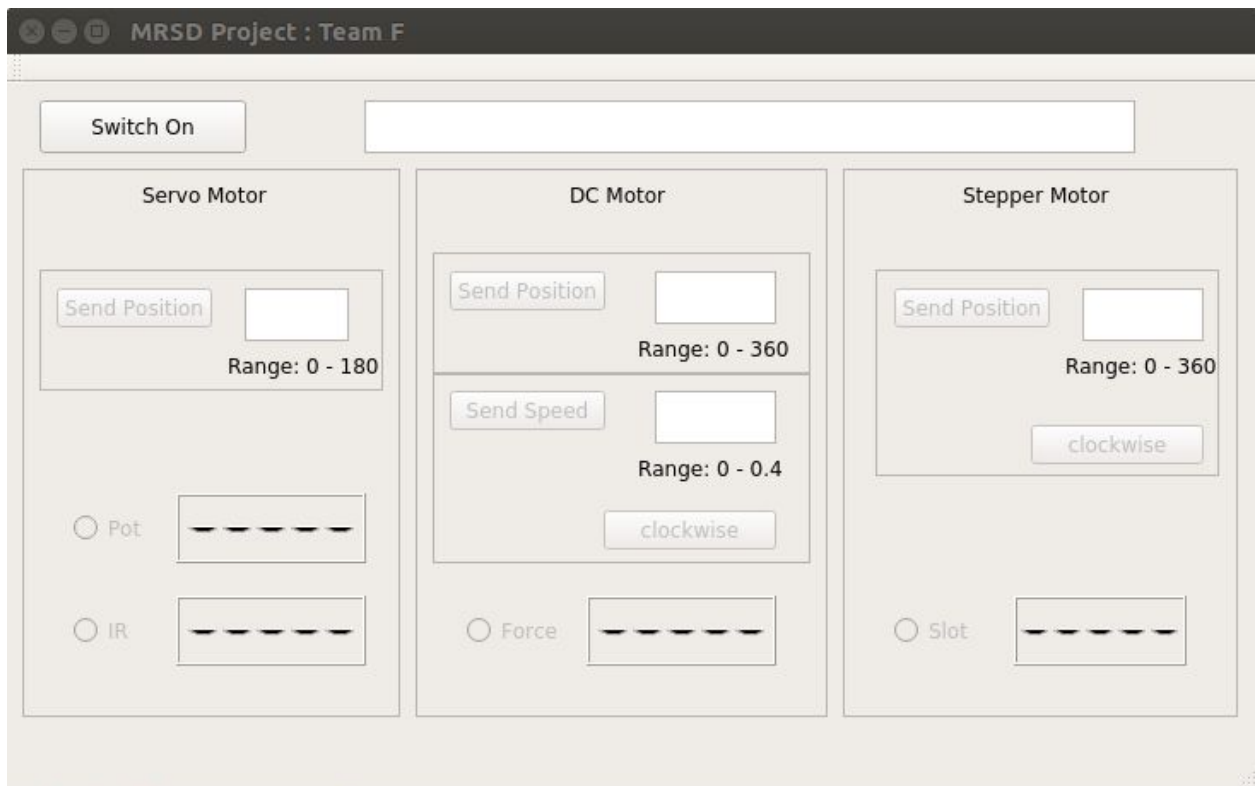 MRSD Project : Team F
Switch On
Servo Motor
Send Position
Range: 0 - 180
Pot
-----
IR
-----
DC Motor
Send Position
Range: 0 - 360
Send Speed
Range: 0 - 0.4
clockwise
Force
-----
Stepper Motor
Send Position
Range: 0 - 360
clockwise
Slot
-----